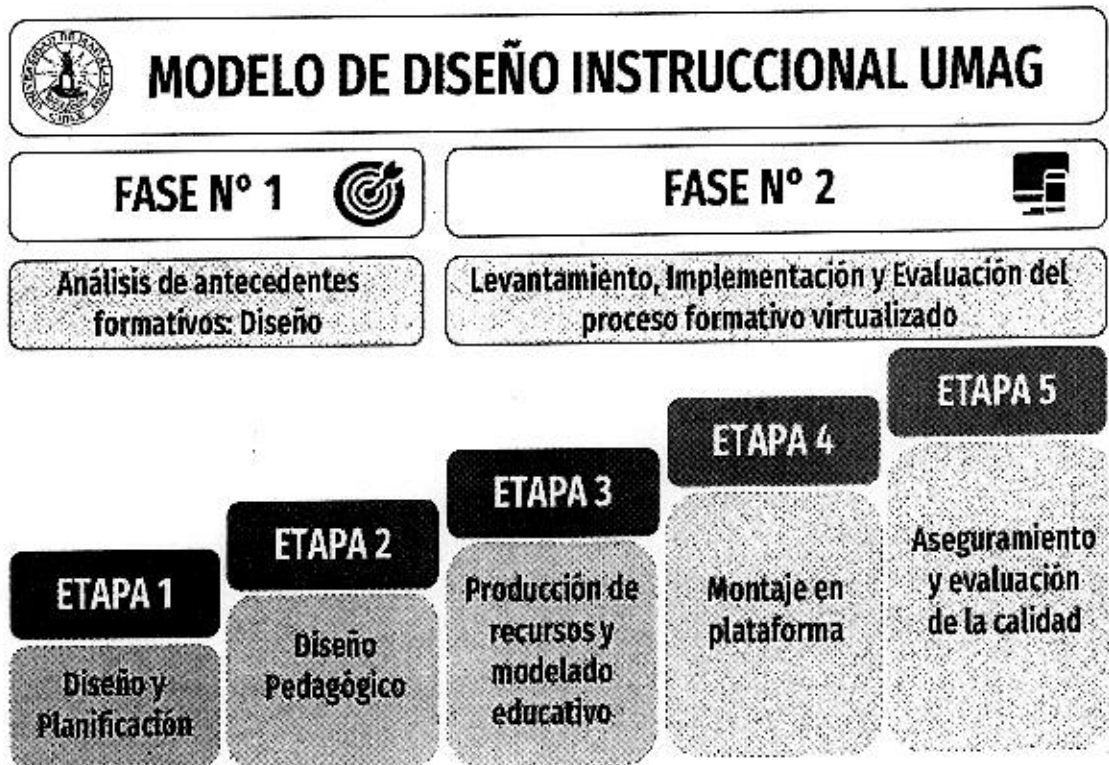 MODELO DE DISEÑO INSTRUCCIONAL UMAG
FASE N° 1
FASE N° 2
Análisis de antecedentes
formativos: Diseño
Levantamiento, Implementación y Evaluación del
proceso formativo virtualizado
ETAPA 1
Diseño y
Planificación
ETAPA 2
Diseño
Pedagógico
ETAPA 3
Producción de
recursos y
modelado
educativo
ETAPA 4
Montaje en
plataforma
ETAPA 5
Aseguramiento
y evaluación
de la calidad